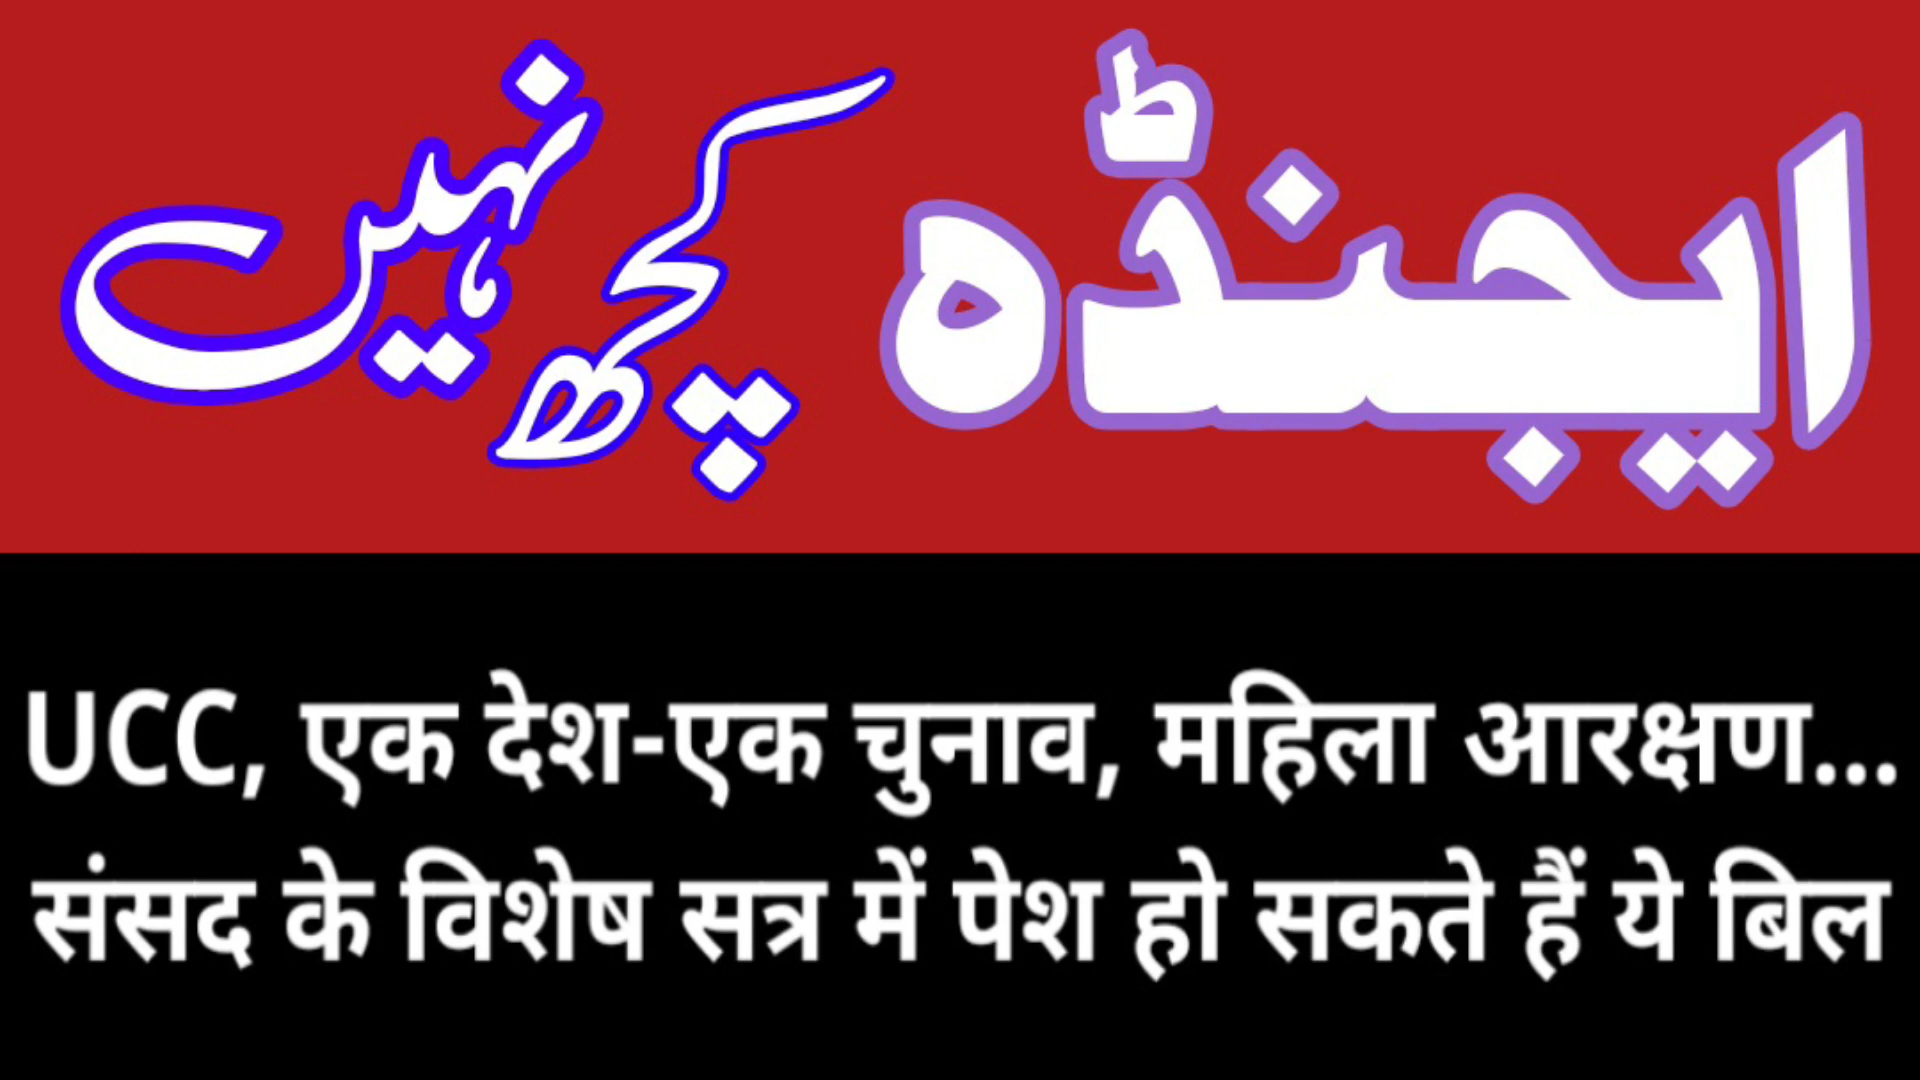 ایجنڈہ کچھ نہیں
UCC, एक देश-एक चुनाव, महिला आरक्षण...
संसद के विशेष सत्र में पेश हो सकते हैं ये बिल